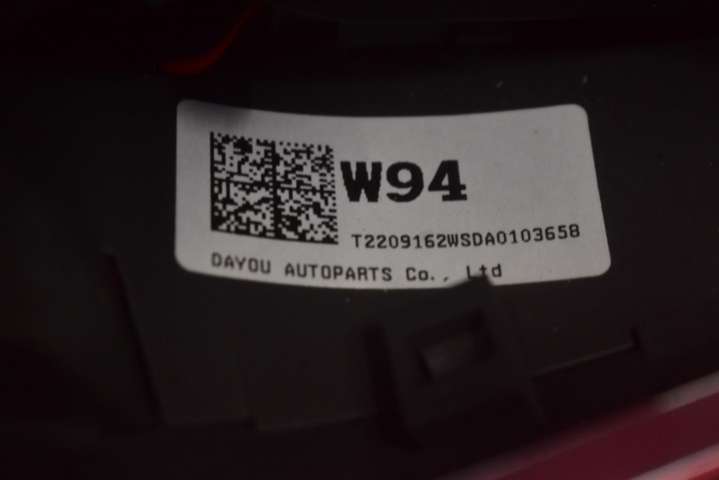 W94
T2209162WSDA0103658
DAYOU AUTOPARTS Co., Ltd